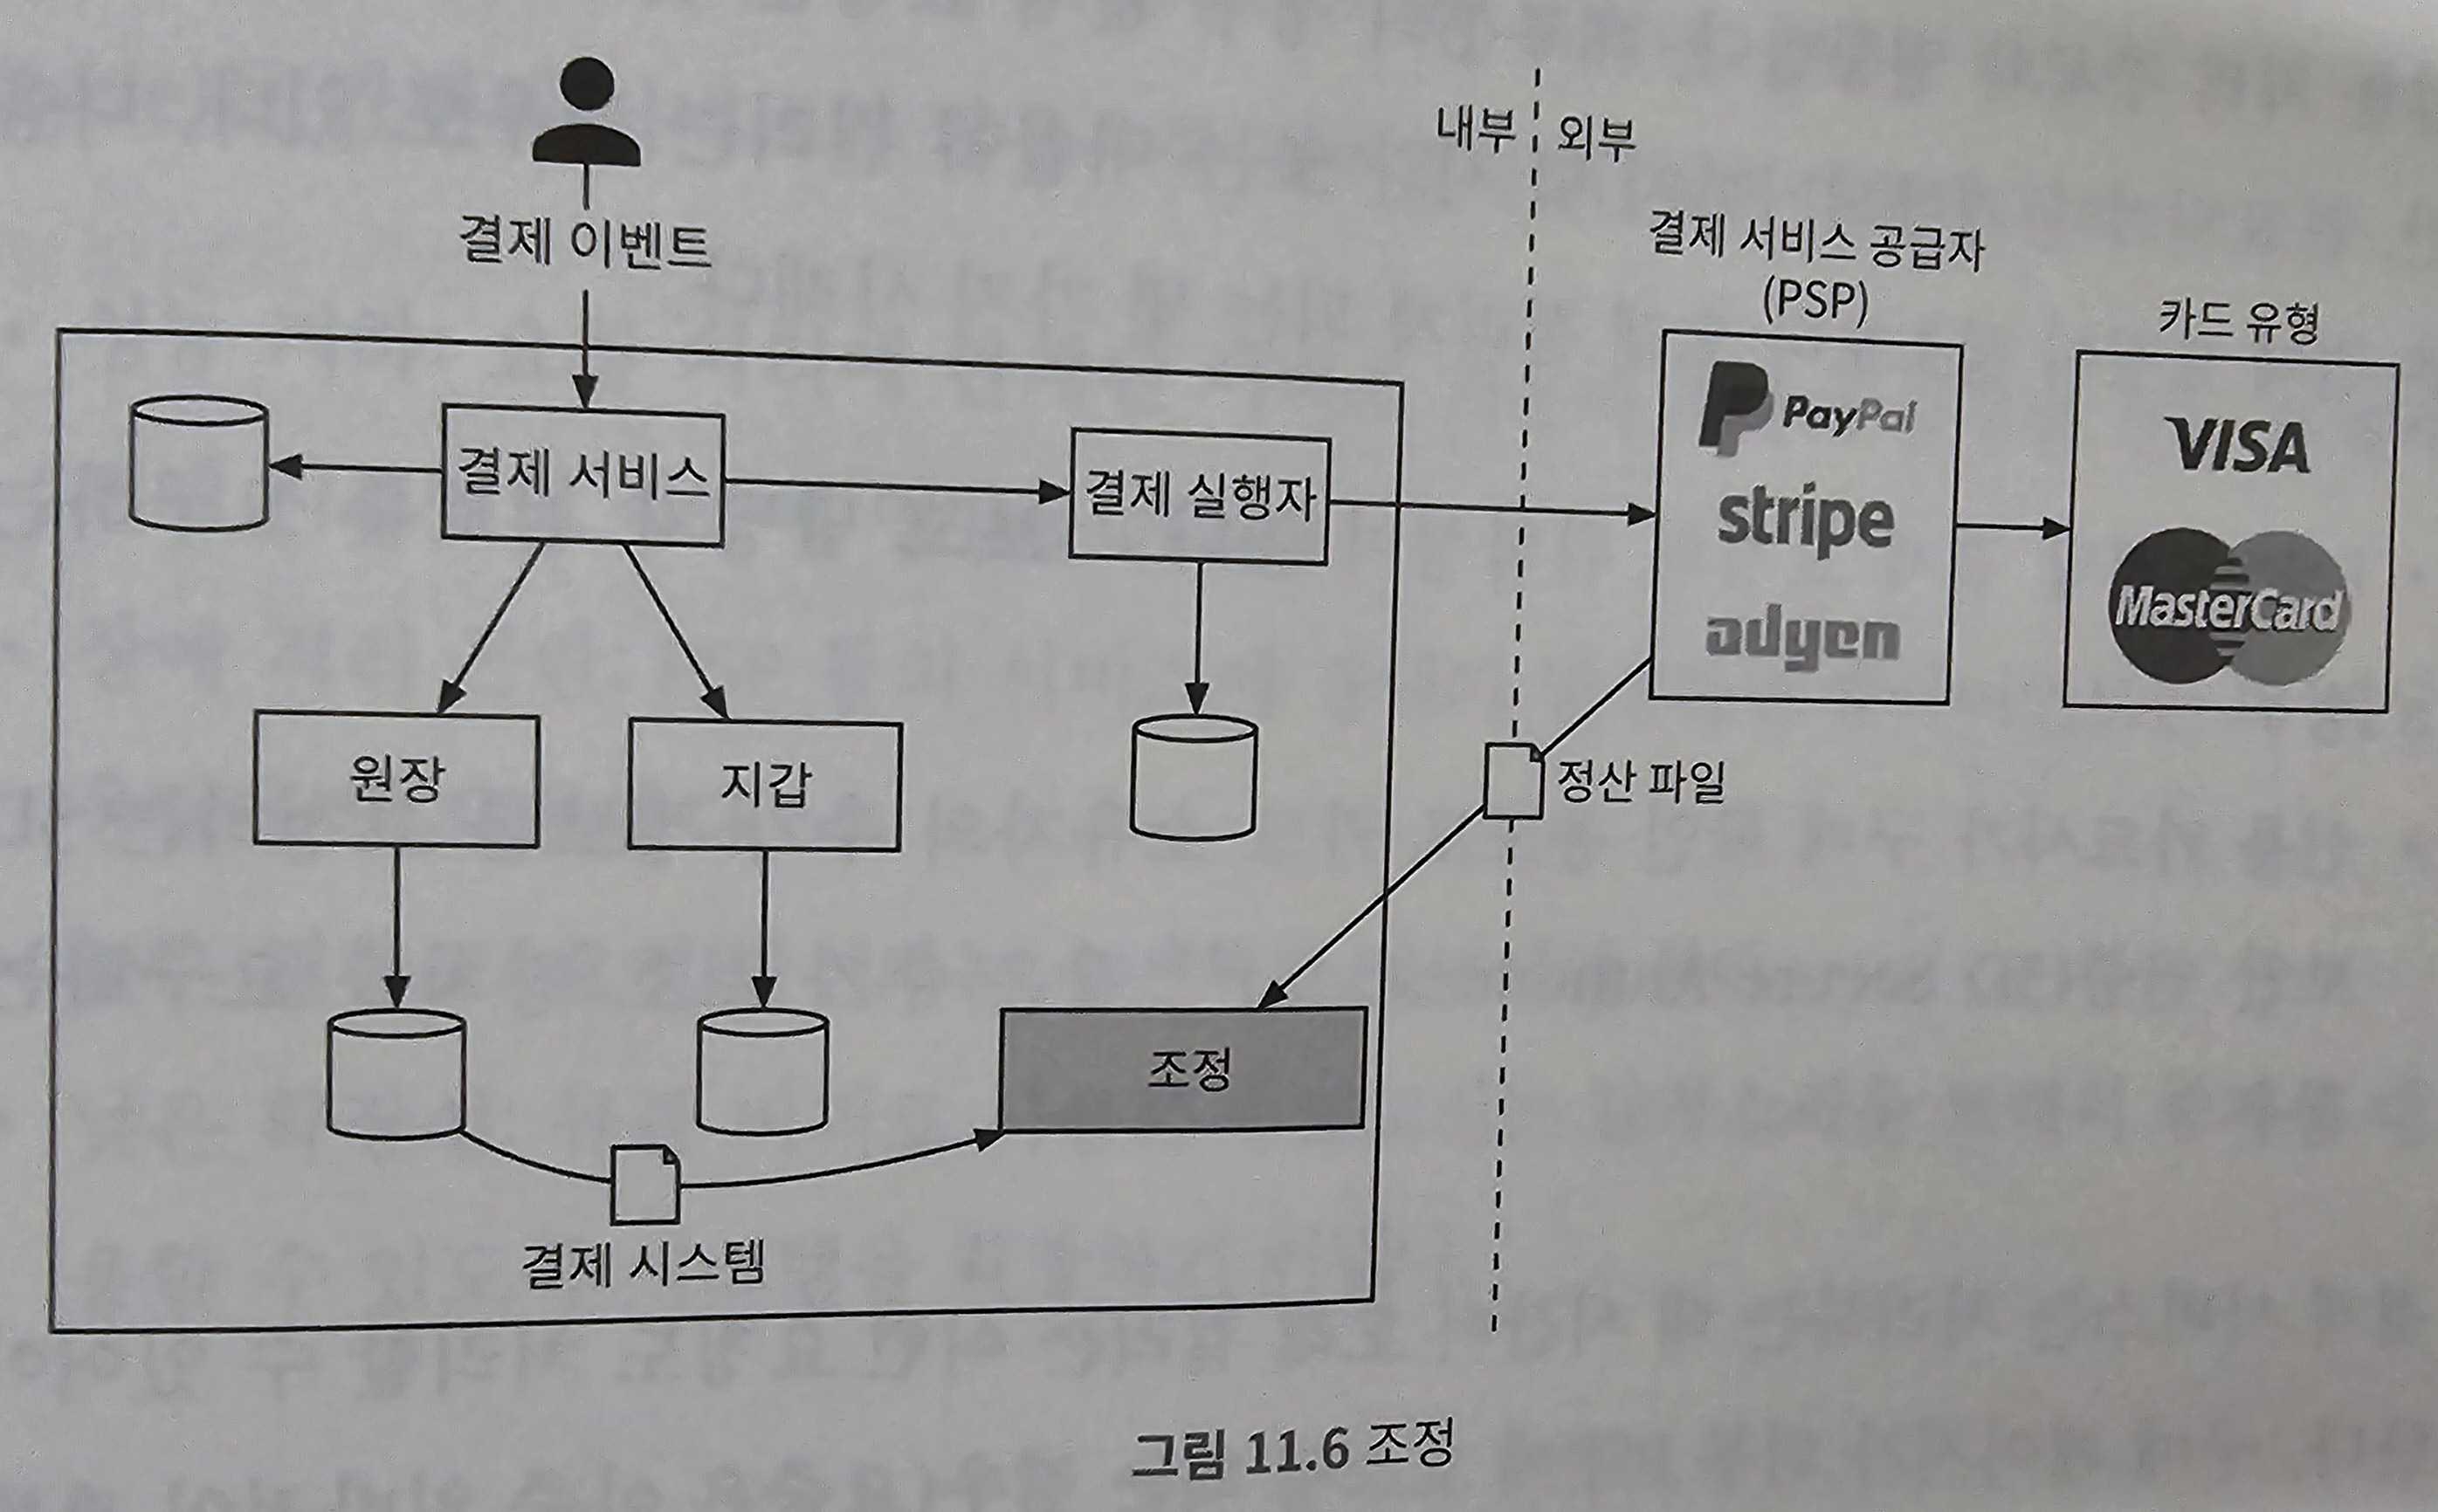 내부
외부
결제 이벤트
결제 서비스 공급자
(PSP)
카드 유형
PayPal
VISA
결제 서비스
결제 실행자
stripe
MasterCard
adyen
원장
지갑
정산 파일
조정
결제 시스템
그림 11.6 조정